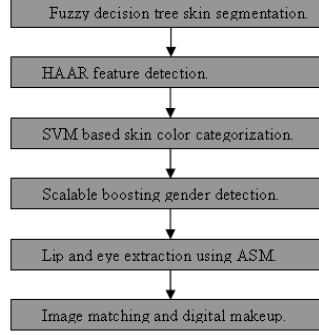 Fuzzy decision tree skin segmentation.
HAAR feature detection.
SVM based skin color categorization.
Scalable boosting gender detection.
Lip and eye extraction using ASM.
Image matching and digital makeup.